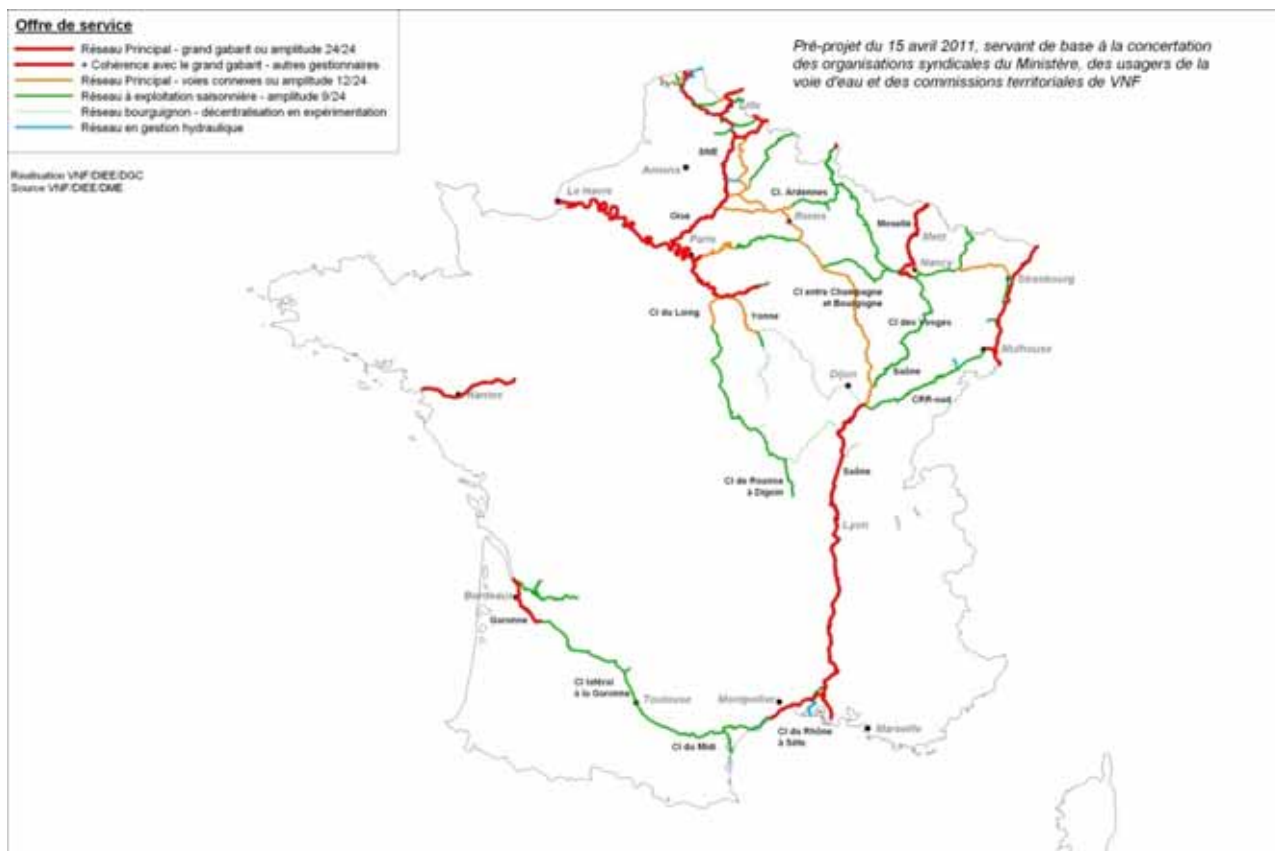 Offre de service
Réseau Principal - grand gabarit ou amplitude 24/24
+ Cohérence avec le grand gabarit - autres gestionnaires
Réseau Principal - voies connexes ou amplitude 12/24
Réseau à exploitation saisonnière - amplitude 9/24
Réseau bourguignon - décentralisation en expérimentation
Réseau en gestion hydraulique
Réalisation VNF/DIEE/DGC
Source VNF/DIEE/DME
Pré-projet du 15 avril 2011, servant de base à la concertation
des organisations syndicales du Ministère, des usagers de la
voie d'eau et des commissions territoriales de VNF
Lille
Amiens
Le Havre
Cl. Ardennes
Oise
Reims
Moselle
Metz
Paris
Nancy
Strasbourg
Cl entre Champagne
et Bourgogne
Cl du Loing
Yonne
Cl des Vosges
Mulhouse
Saône
Dijon
CRR-sud
Nantes
Saône
Cl de Roanne
à Digoin
Lyon
Bordeaux
Garonne
Cl latéral
à la Garonne
Toulouse
Montpellier
Cl du Rhône
à Sète
Marseille
Cl du Midi